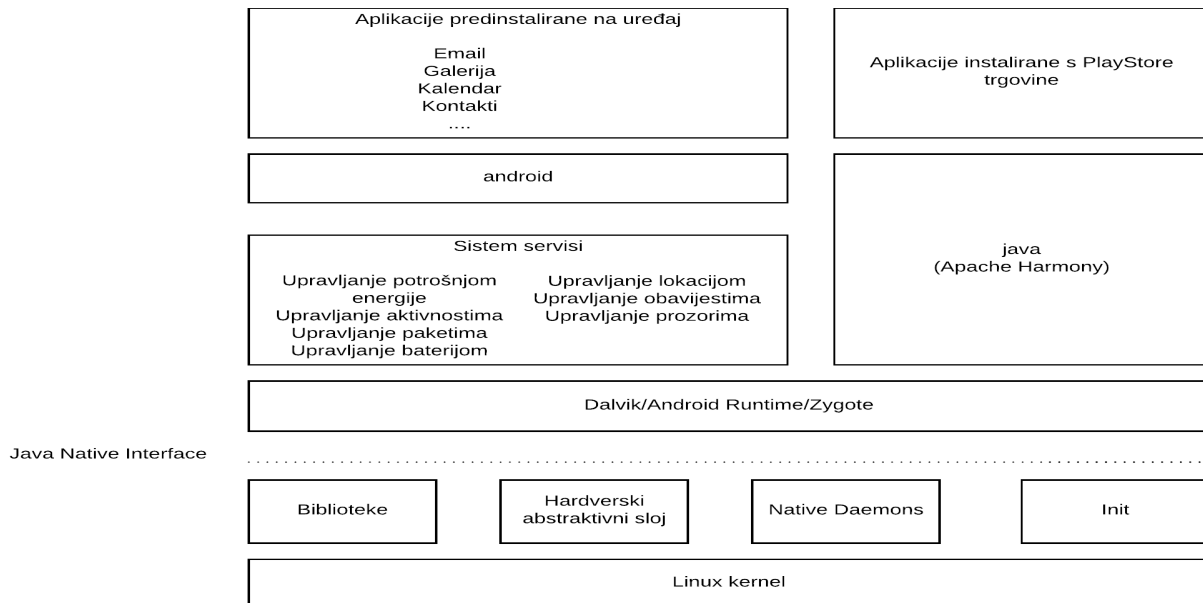 Aplikacije predinstalirane na uređaj
Email
Galerija
Kalendar
Kontakti
....
Aplikacije instalirane s PlayStore
trgovine
android
java
(Apache Harmony)
Sistem servisi
Upravljanje potrošnjom
energije
Upravljanje aktivnostima
Upravljanje paketima
Upravljanje baterijom
Upravljanje lokacijom
Upravljanje obavijestima
Upravljanje prozorima
Dalvik/Android Runtime/Zygote
Java Native Interface
Biblioteke
Hardverski
abstraktivni sloj
Native Daemons
Init
Linux kernel